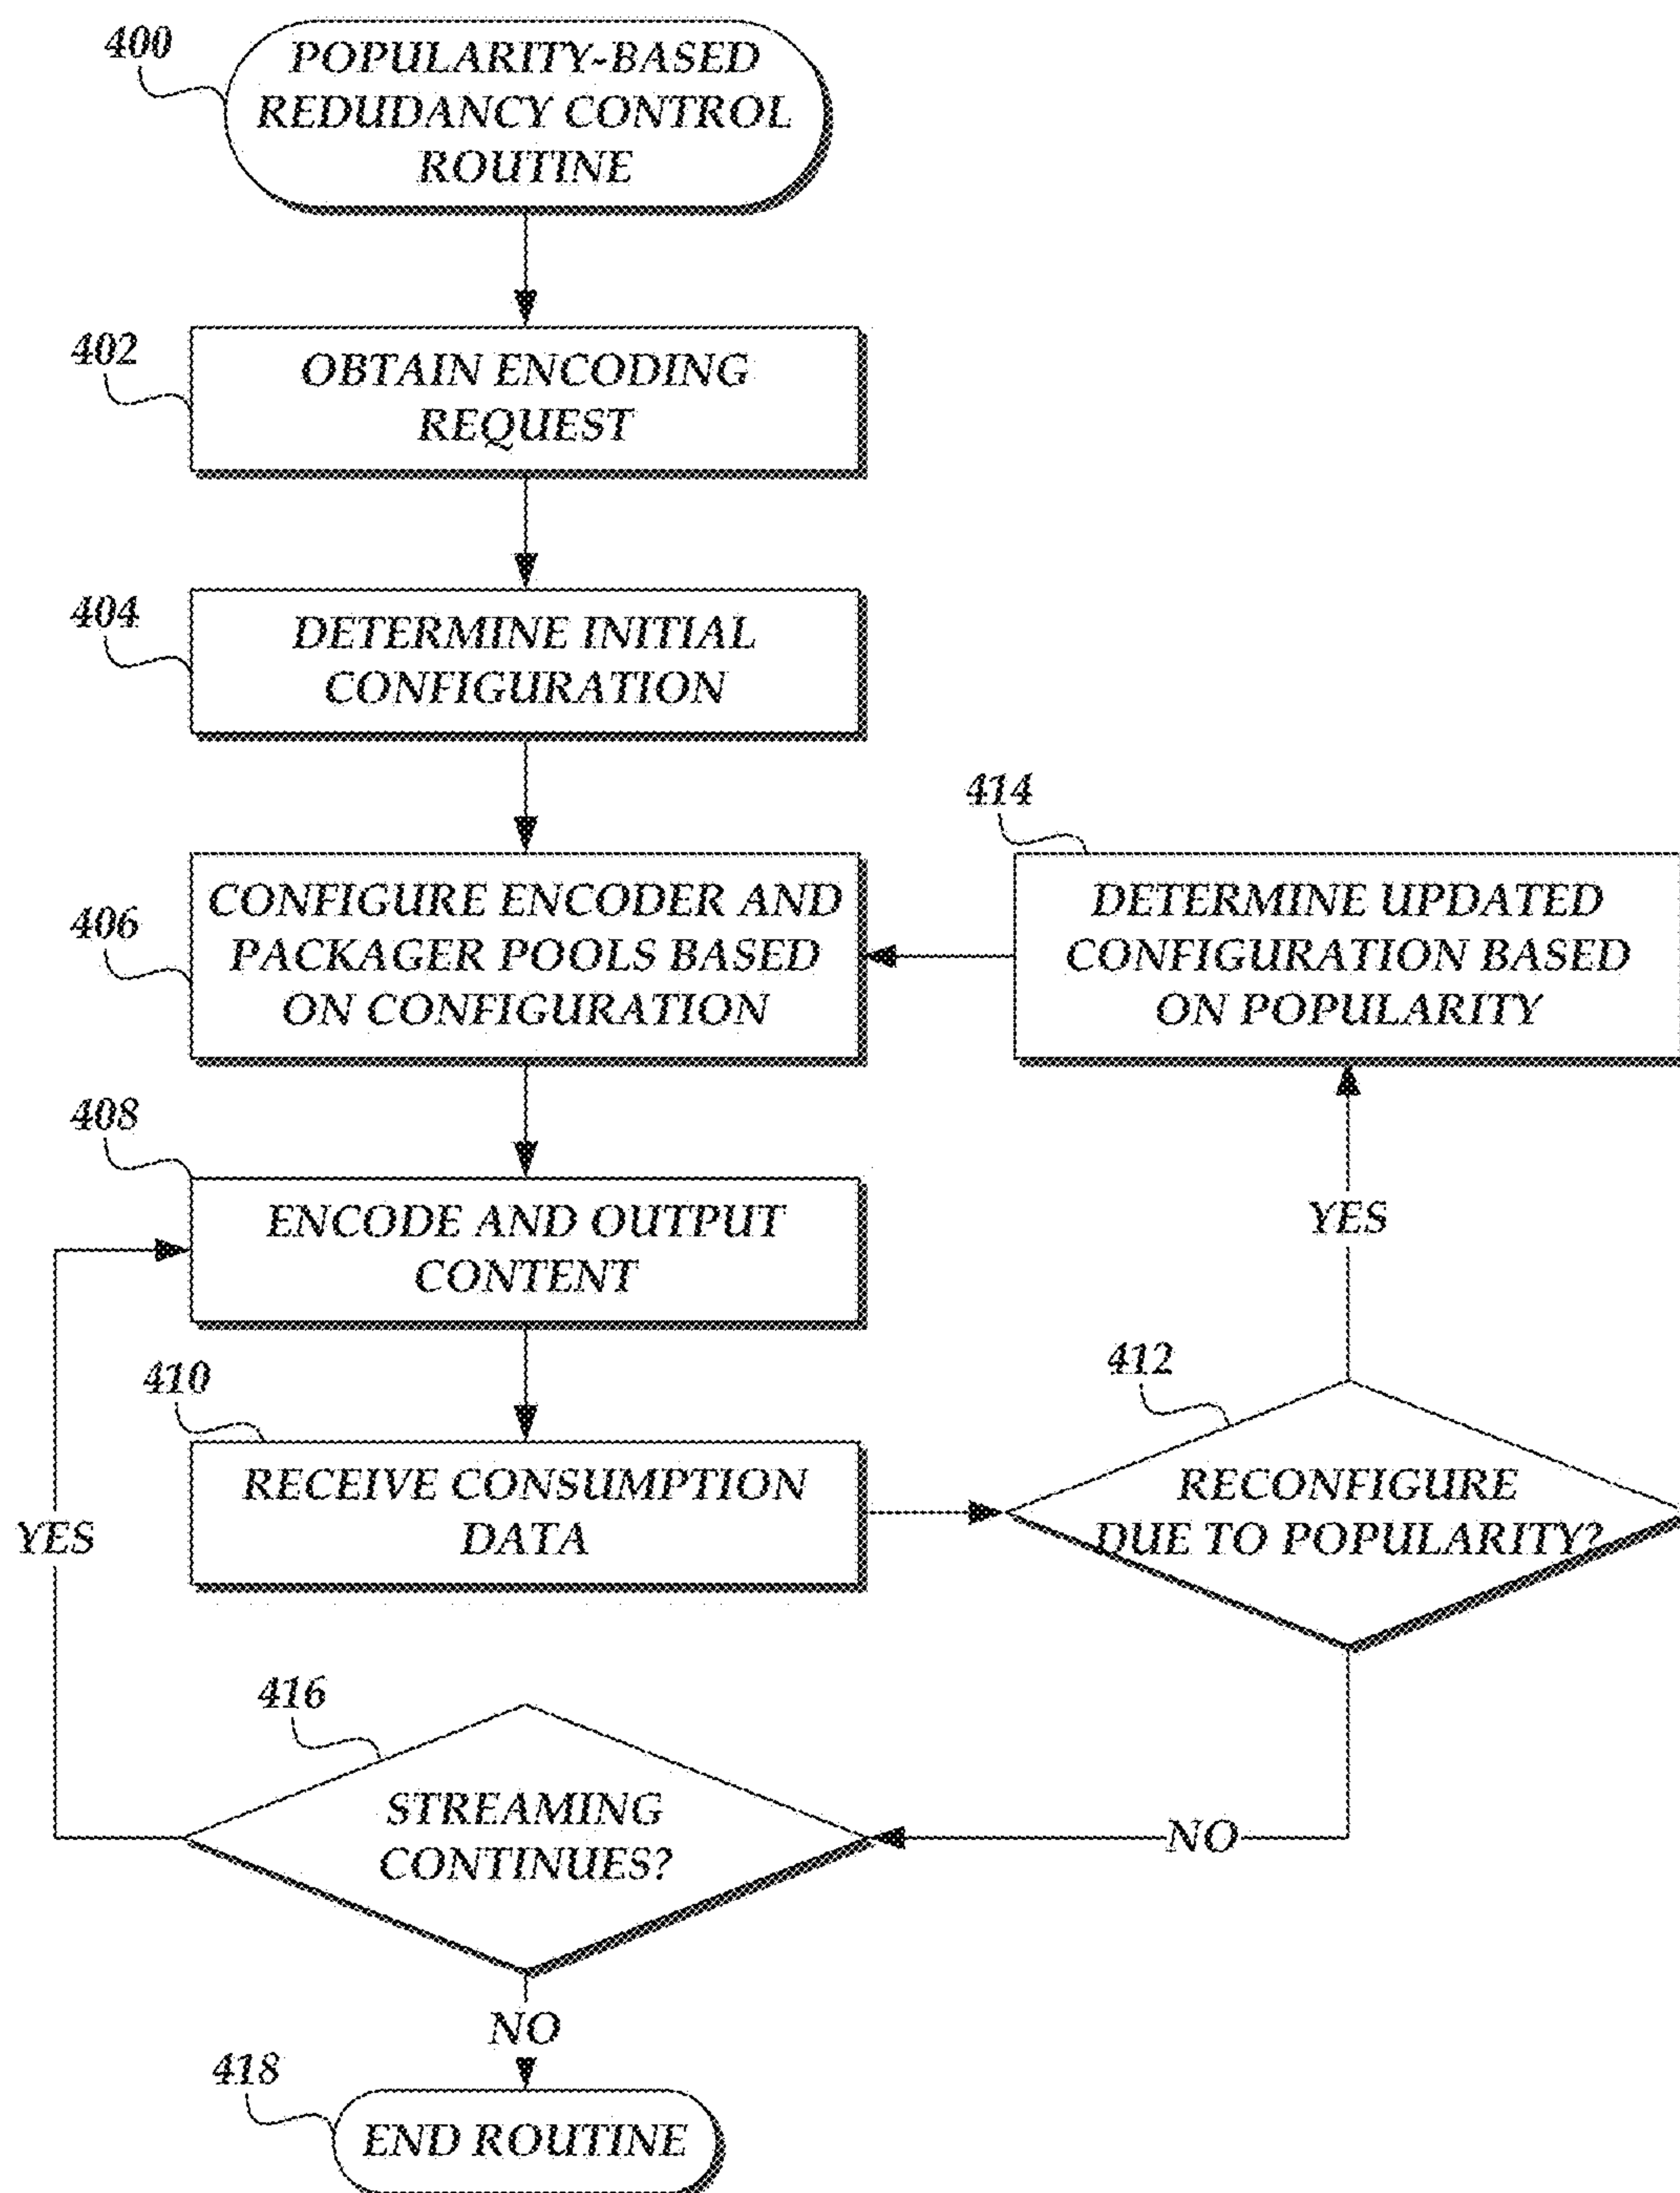 400
POPULARITY-BASED
REDUDANCY CONTROL
ROUTINE
402
OBTAIN ENCODING
REQUEST
404
DETERMINE INITIAL
CONFIGURATION
414
406
CONFIGURE ENCODER AND
PACKAGER POOLS BASED
ON CONFIGURATION
DETERMINE UPDATED
CONFIGURATION BASED
ON POPULARITY
408
ENCODE AND OUTPUT
CONTENT
YES
410
RECEIVE CONSUMPTION
DATA
412
RECONFIGURE
DUE TO POPULARITY?
YES
416
STREAMING
CONTINUES?
NO
NO
418
END ROUTINE